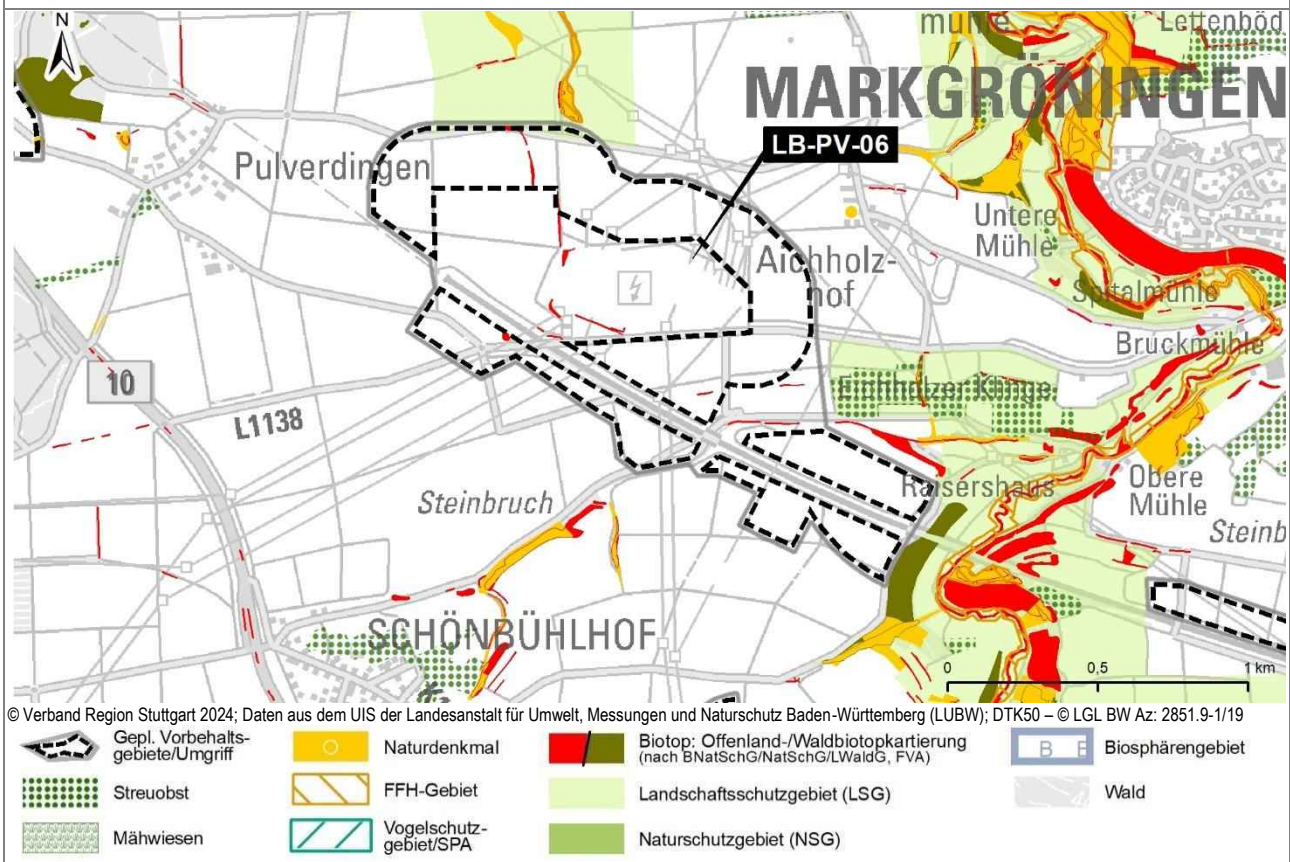 N
mühle
Lettenböd
MARKGRÖNINGEN
LB-PV-06
Pulverdingen
Untere
Mühle
Aichholz-
hof
Spitalmühle
Bruckmühle
10
L1138
Eichholzer Klinge
Steinbruch
Raisershaus
Obere
Mühle
Steinb
SCHÖNBÜHLHOF
0 0,5 1 km
© Verband Region Stuttgart 2024; Daten aus dem UIS der Landesanstalt für Umwelt, Messungen und Naturschutz Baden-Württemberg (LUBW); DTK50 – © LGL BW Az: 2851.9-1/19
Gepl. Vorbehalts-
gebiete/Umgriff
Naturdenkmal
Biotop: Offenland-/Waldbiotopkartierung
(nach BNatSchG/NatSchG/LWaldG, FVA)
B B
Biosphärengebiet
Streuobst
FFH-Gebiet
Landschaftsschutzgebiet (LSG)
Wald
Mähwiesen
Vogelschutz-
gebiet/SPA
Naturschutzgebiet (NSG)